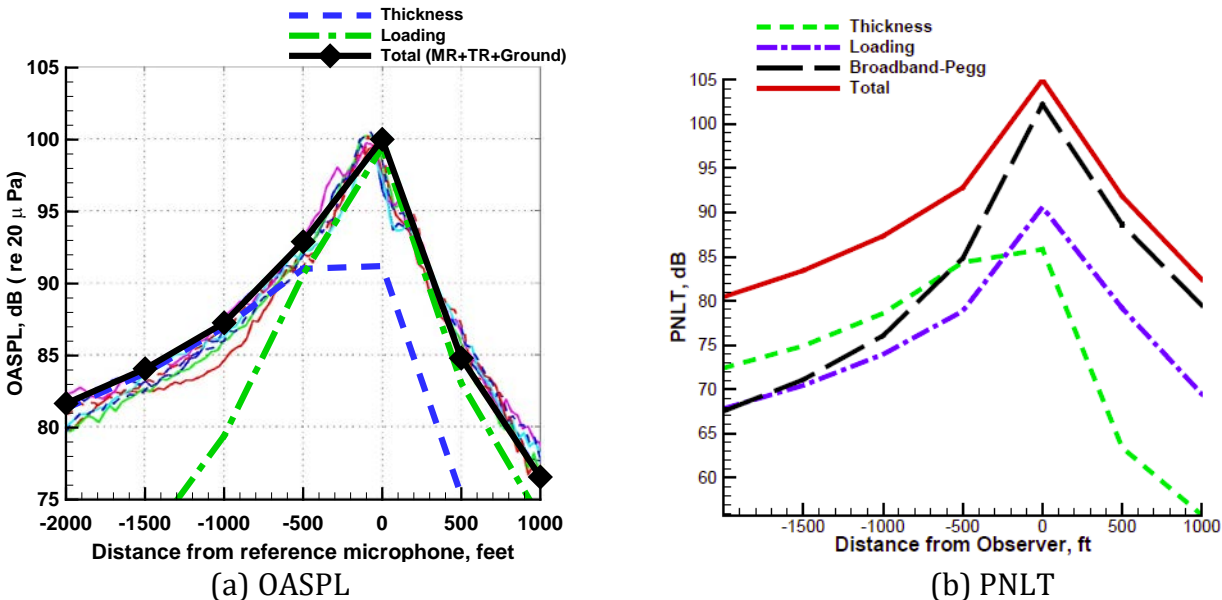 Thickness
Loading
Total (MR+TR+Ground)
105
100
95
90
85
80
75
OASPL, dB ( re 20 μ Pa)
-2000 -1500 -1000 -500 0 500 1000
Distance from reference microphone, feet
(a) OASPL
Thickness
Loading
Broadband-Pegg
Total
105
100
95
90
85
80
75
70
65
60
PNLT, dB
-1500 -1000 -500 0 500 1000
Distance from Observer, ft
(b) PNLT